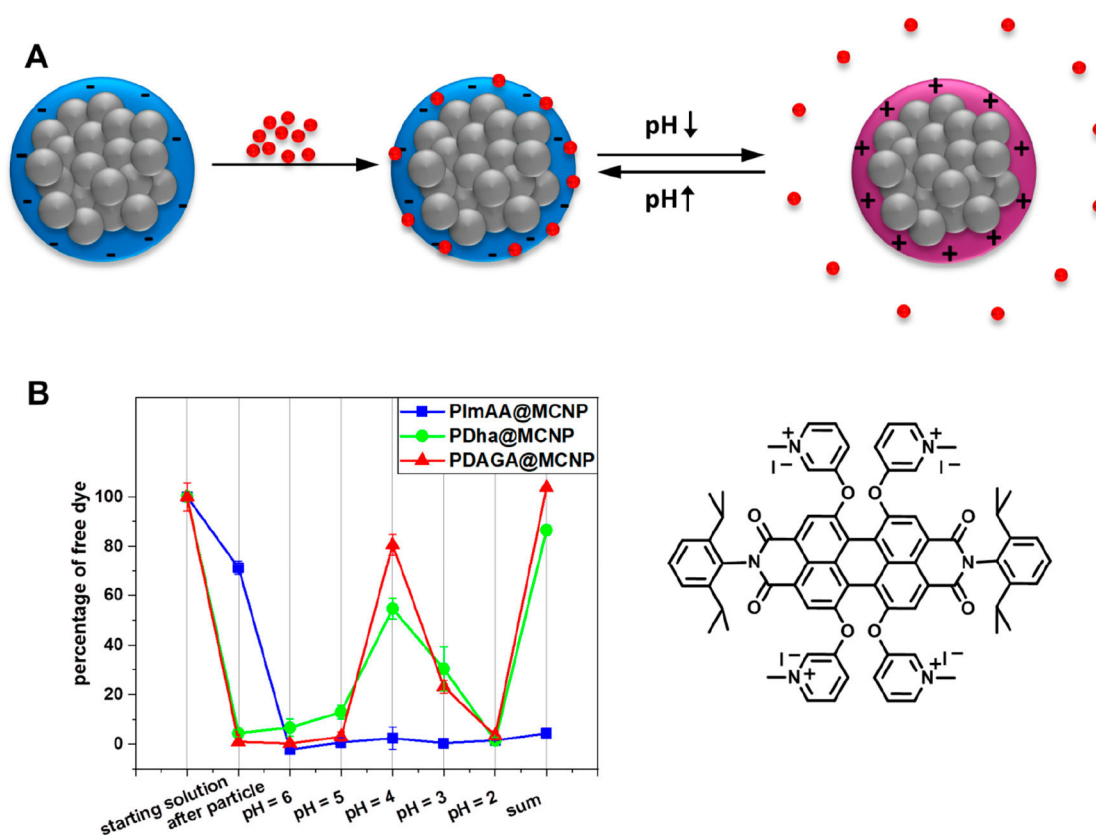 A
pH ↓
pH ↑
- - - - - - - - - -
+ + + + + + + + + +
B
PImAA@MCNP
PDha@MCNP
PDAGA@MCNP
percentage of free dye
100
80
60
40
20
0
starting solution
after particle
pH = 6
pH = 5
pH = 4
pH = 3
pH = 2
sum
N + N +
I − I −
O O
O O
N N
O O
O O
I − I −
N + N +